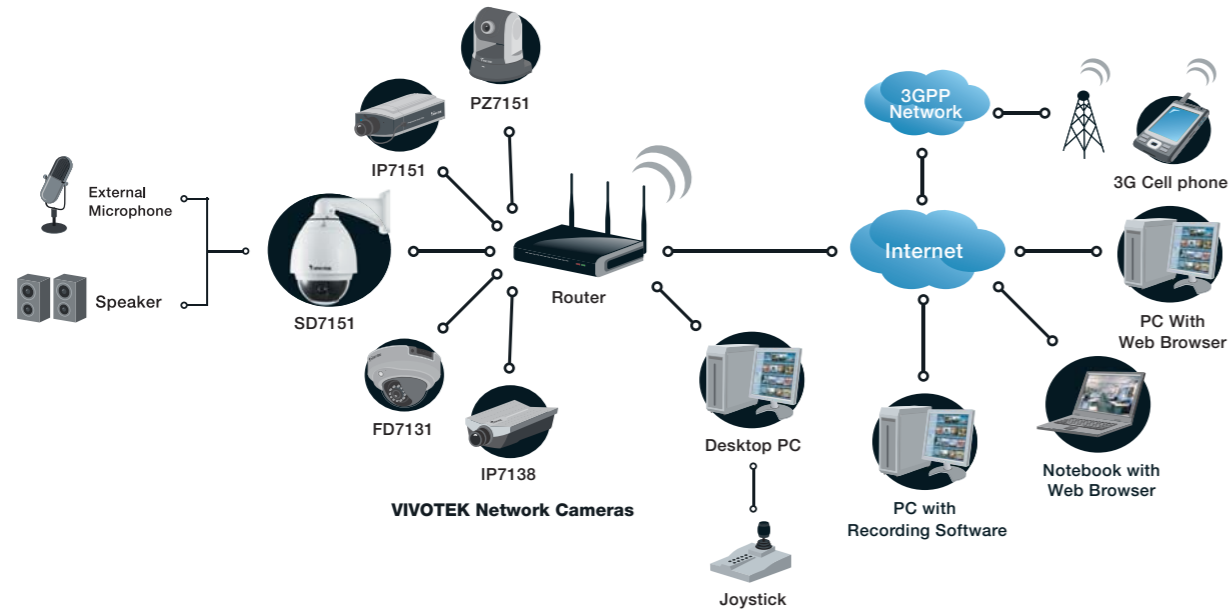 PZ7151
IP7151
External
Microphone
Speaker
SD7151
FD7131
IP7138
VIVOTEK Network Cameras
Router
Desktop PC
Joystick
3GPP
Network
3G Cell phone
Internet
PC With
Web Browser
Notebook with
Web Browser
PC with
Recording Software